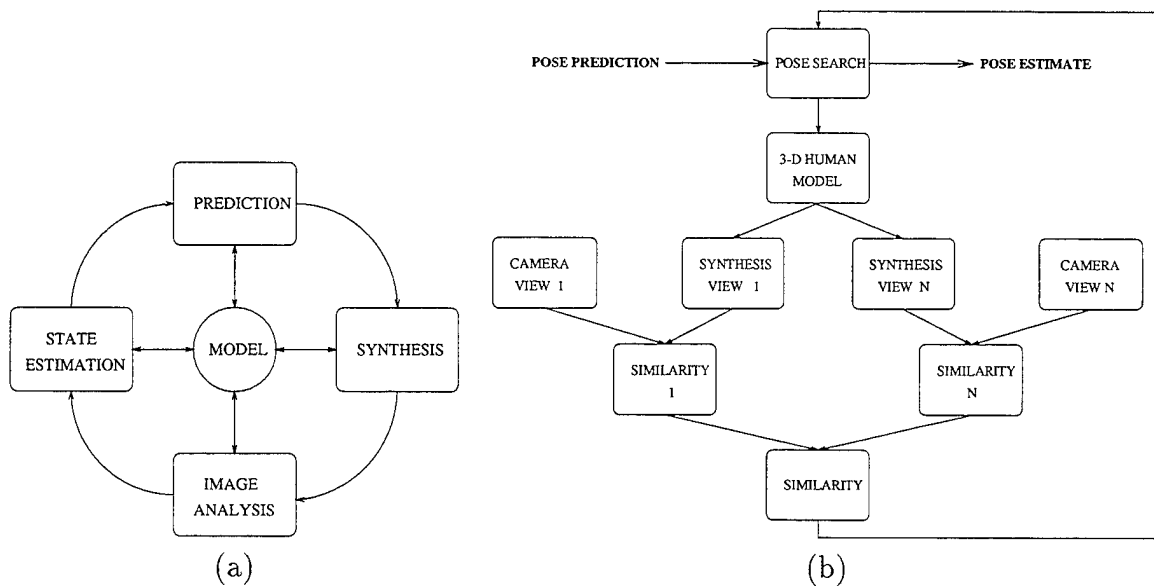 PREDICTION
STATE
ESTIMATION
MODEL
SYNTHESIS
IMAGE
ANALYSIS
(a)
POSE PREDICTION
POSE SEARCH
POSE ESTIMATE
3-D HUMAN
MODEL
CAMERA
VIEW 1
SYNTHESIS
VIEW 1
SYNTHESIS
VIEW N
CAMERA
VIEW N
SIMILARITY
1
SIMILARITY
N
SIMILARITY
(b)